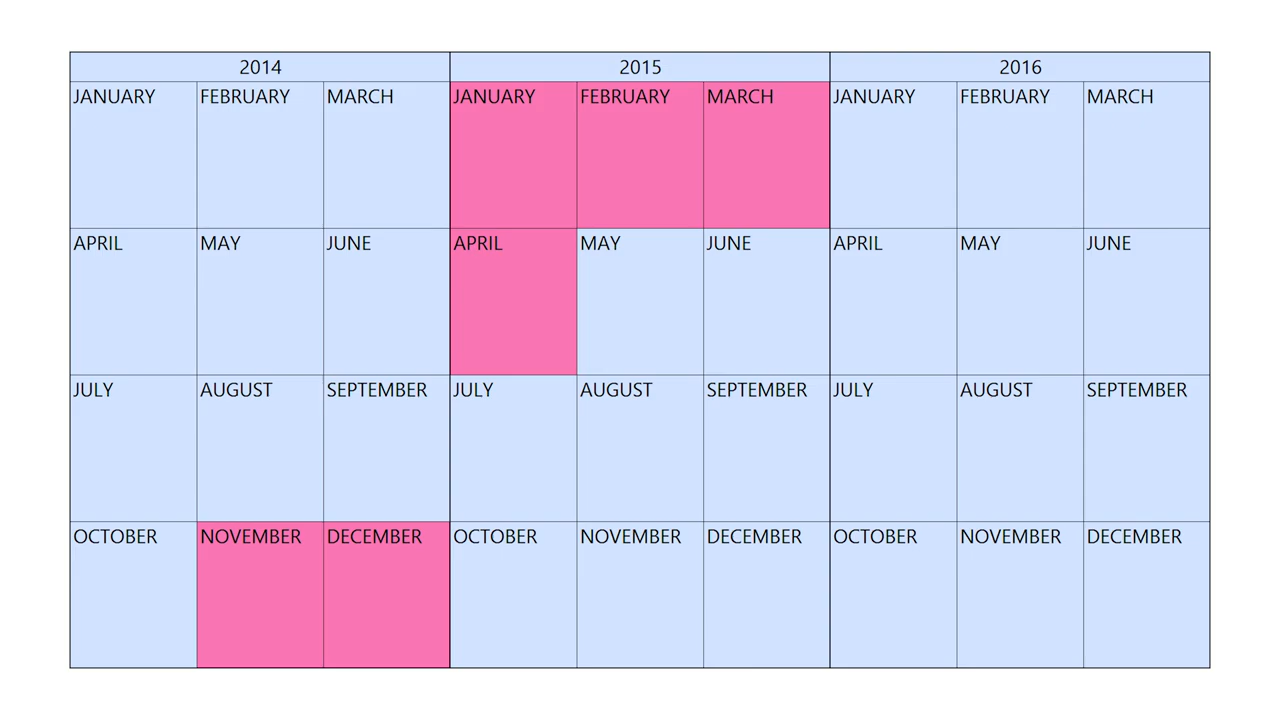 2014 2015 2016
JANUARY FEBRUARY MARCH JANUARY FEBRUARY MARCH JANUARY FEBRUARY MARCH
APRIL MAY JUNE APRIL MAY JUNE APRIL MAY JUNE
JULY AUGUST SEPTEMBER JULY AUGUST SEPTEMBER JULY AUGUST SEPTEMBER
OCTOBER NOVEMBER DECEMBER OCTOBER NOVEMBER DECEMBER OCTOBER NOVEMBER DECEMBER